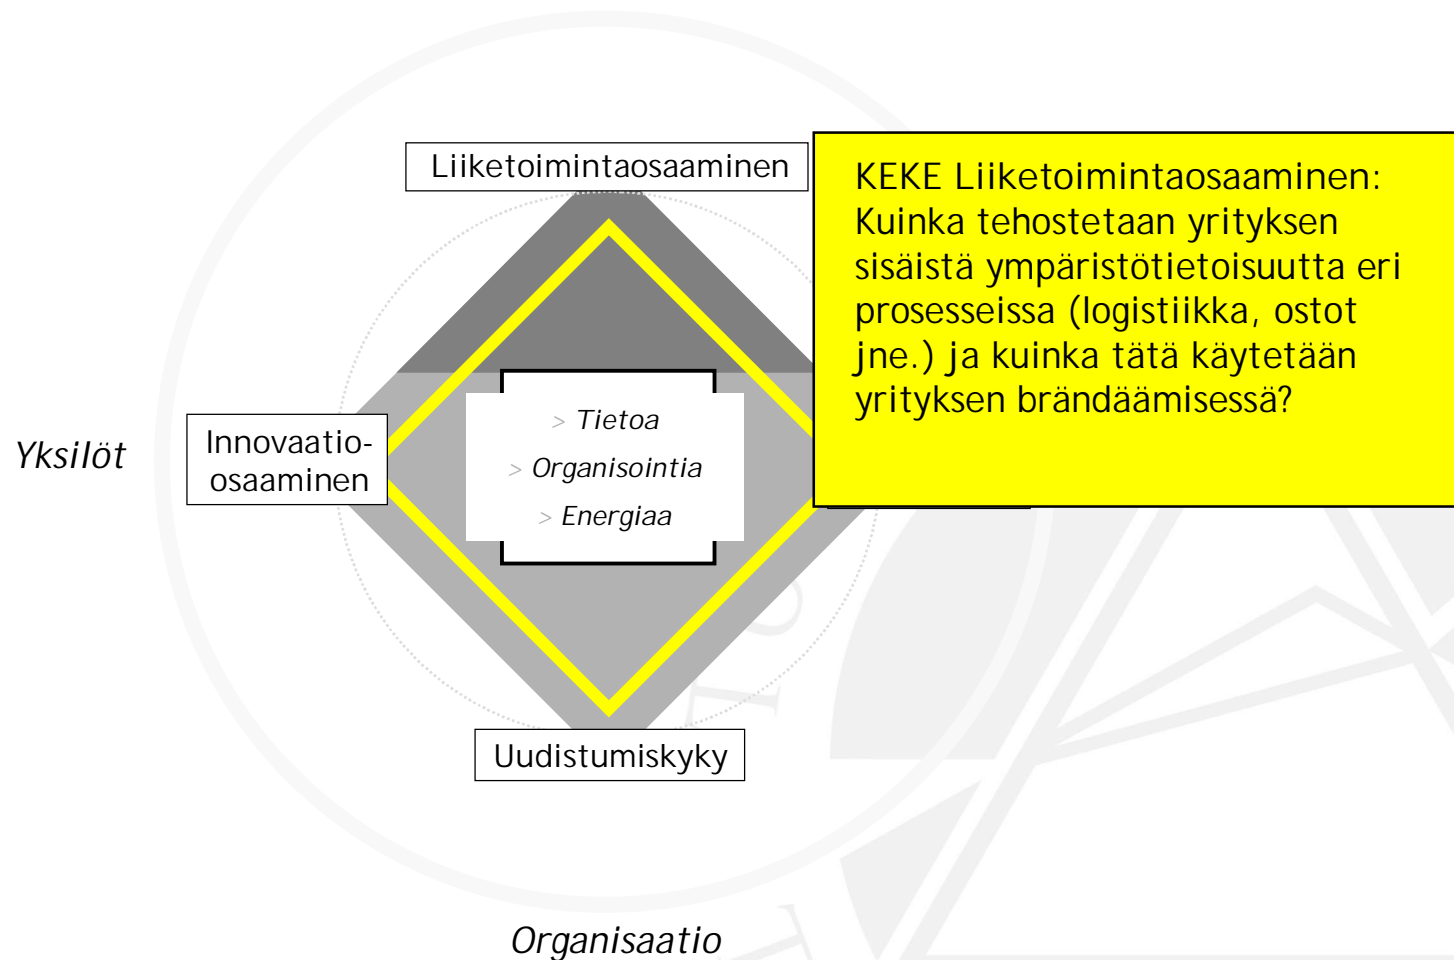 Liiketoimintaosaaminen
KEKE Liiketoimintaosaaminen:
Kuinka tehostetaan yrityksen
sisäistä ympäristötietoisuutta eri
prosesseissa (logistiikka, ostot
jne.) ja kuinka tätä käytetään
yrityksen brändäämisessä?
Yksilöt
Innovaatio-
osaaminen
> Tietoa
> Organisointia
> Energiaa
Uudistumiskyky
Organisaatio